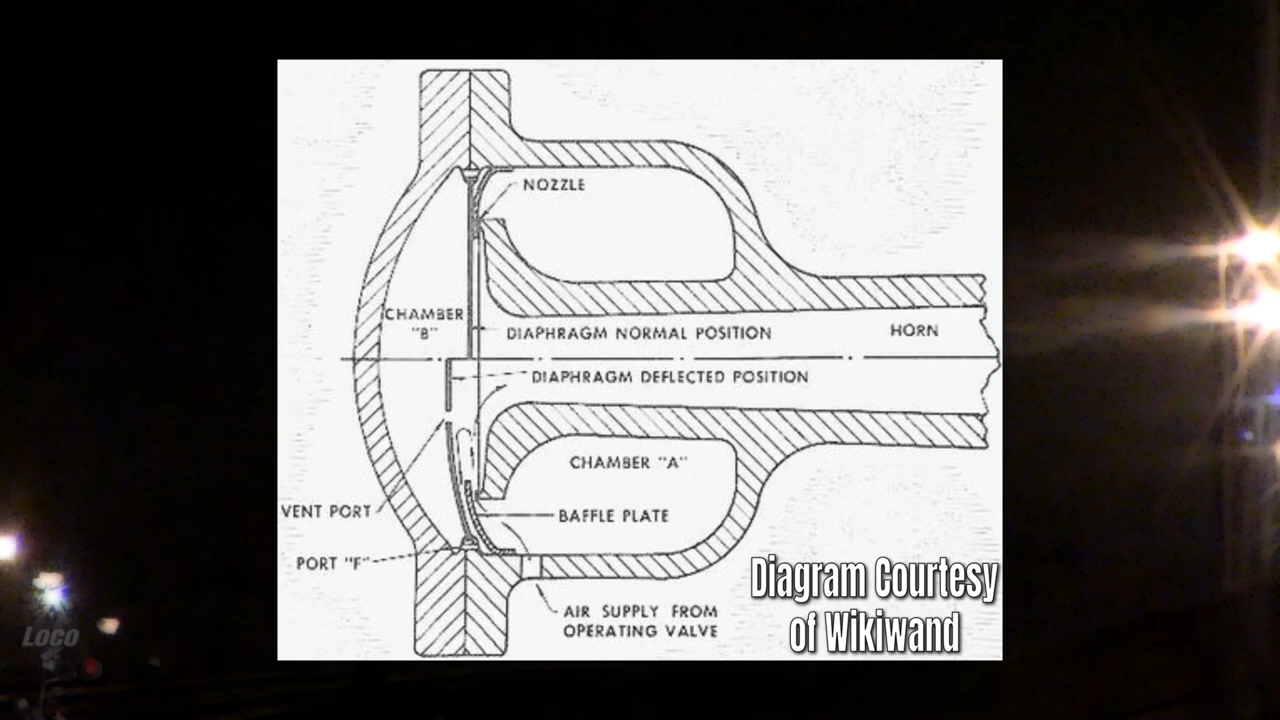 NOZZLE
CHAMBER
"B"
DIAPHRAGM NORMAL POSITION
HORN
DIAPHRAGM DEFLECTED POSITION
CHAMBER "A"
VENT PORT
BAFFLE PLATE
PORT "F"
AIR SUPPLY FROM
OPERATING VALVE
Diagram Courtesy
of Wikiwand
Loco